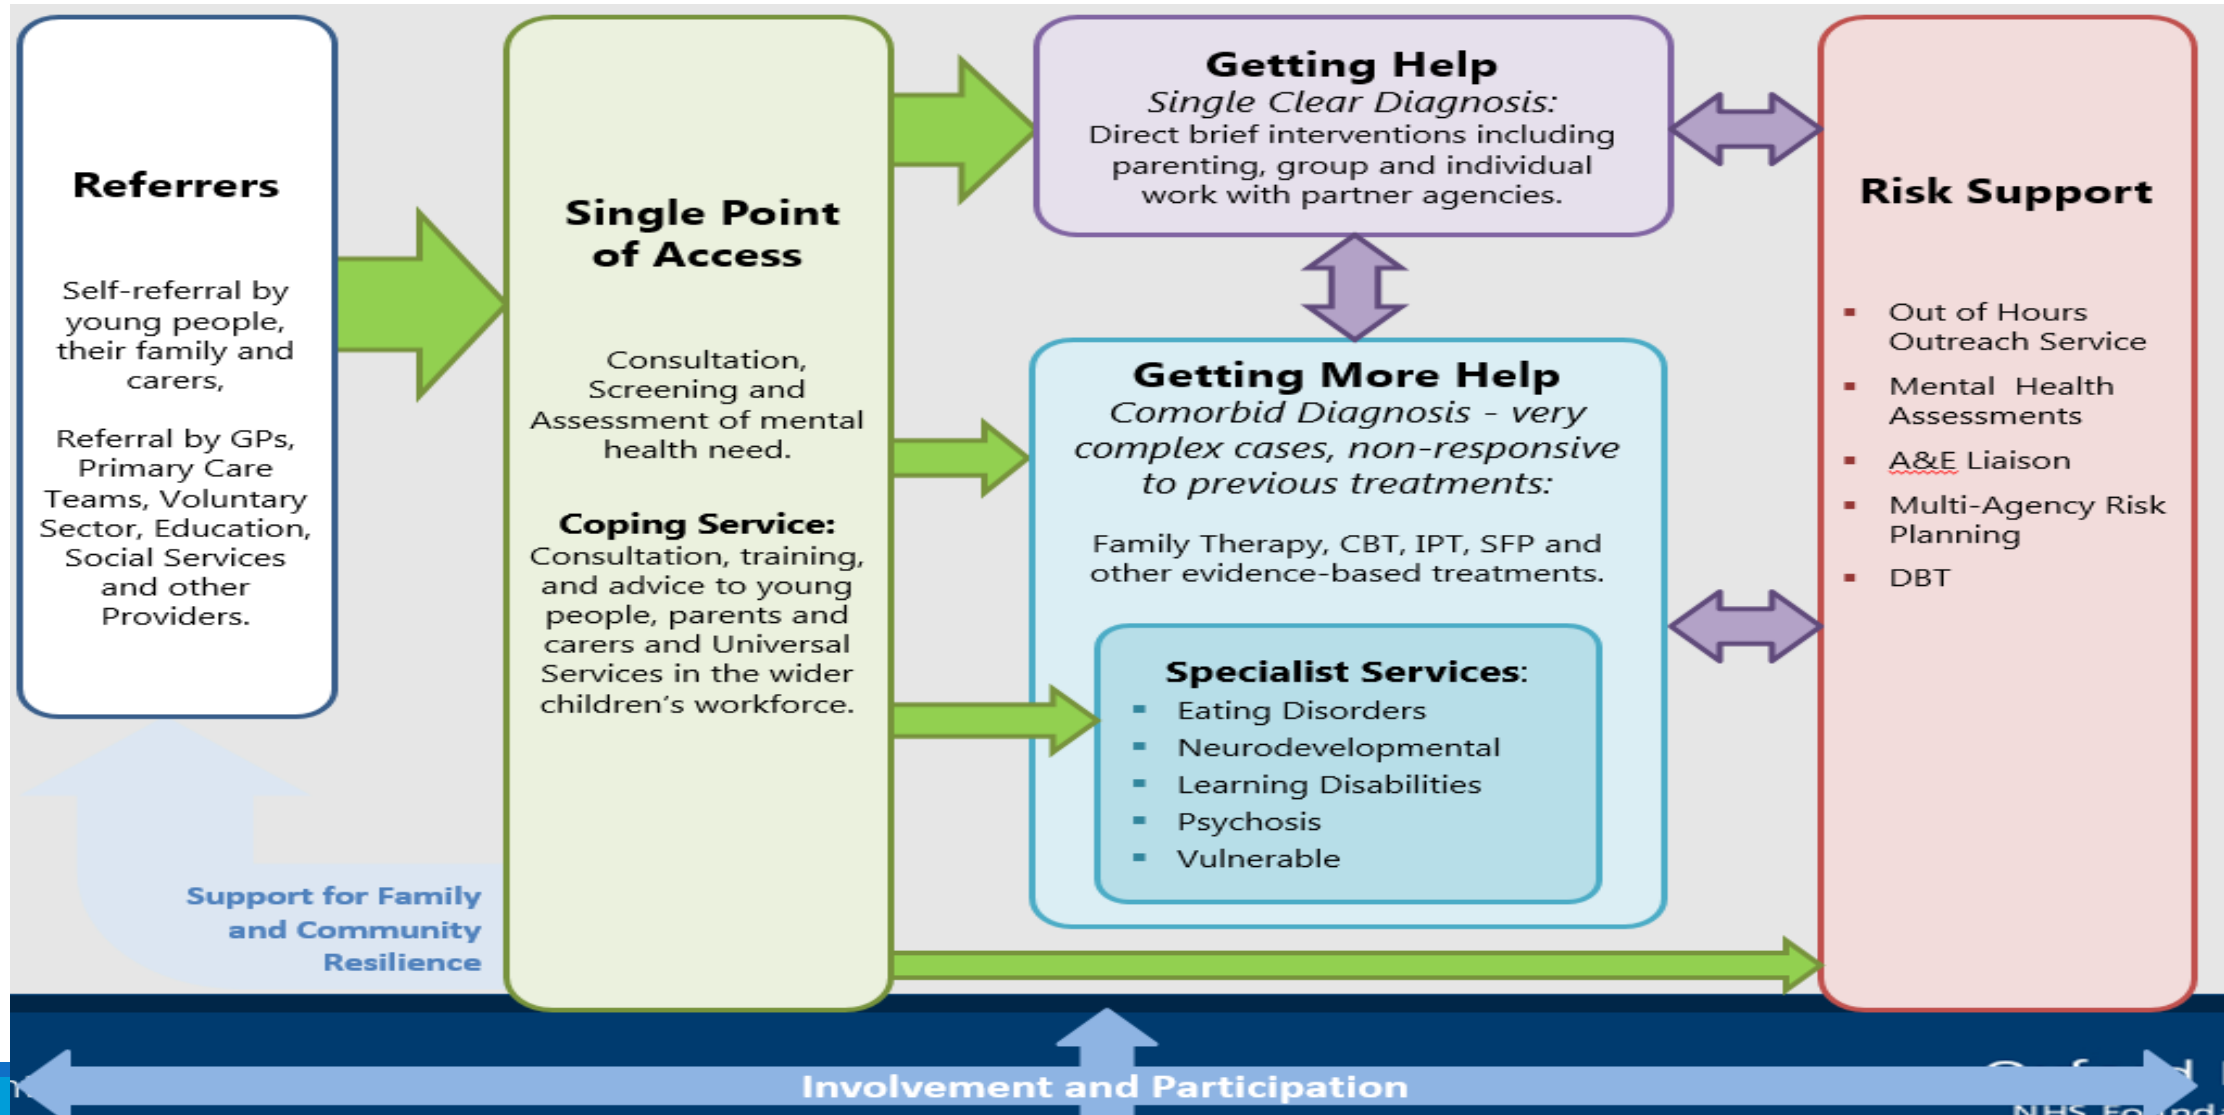 Referrers
Self-referral by
young people,
their family and
carers,
Referral by GPs,
Primary Care
Teams, Voluntary
Sector, Education,
Social Services
and other
Providers.
Support for Family
and Community
Resilience
Single Point
of Access
Consultation,
Screening and
Assessment of mental
health need.
Coping Service:
Consultation, training,
and advice to young
people, parents and
carers and Universal
Services in the wider
children’s workforce.
Getting Help
Single Clear Diagnosis:
Direct brief interventions including
parenting, group and individual
work with partner agencies.
Getting More Help
Comorbid Diagnosis - very
complex cases, non-responsive
to previous treatments:
Family Therapy, CBT, IPT, SFP and
other evidence-based treatments.
Specialist Services:
Eating Disorders
Neurodevelopmental
Learning Disabilities
Psychosis
Vulnerable
Risk Support
Out of Hours
Outreach Service
Mental Health
Assessments
A&E Liaison
Multi-Agency Risk
Planning
DBT
Involvement and Participation
NHS